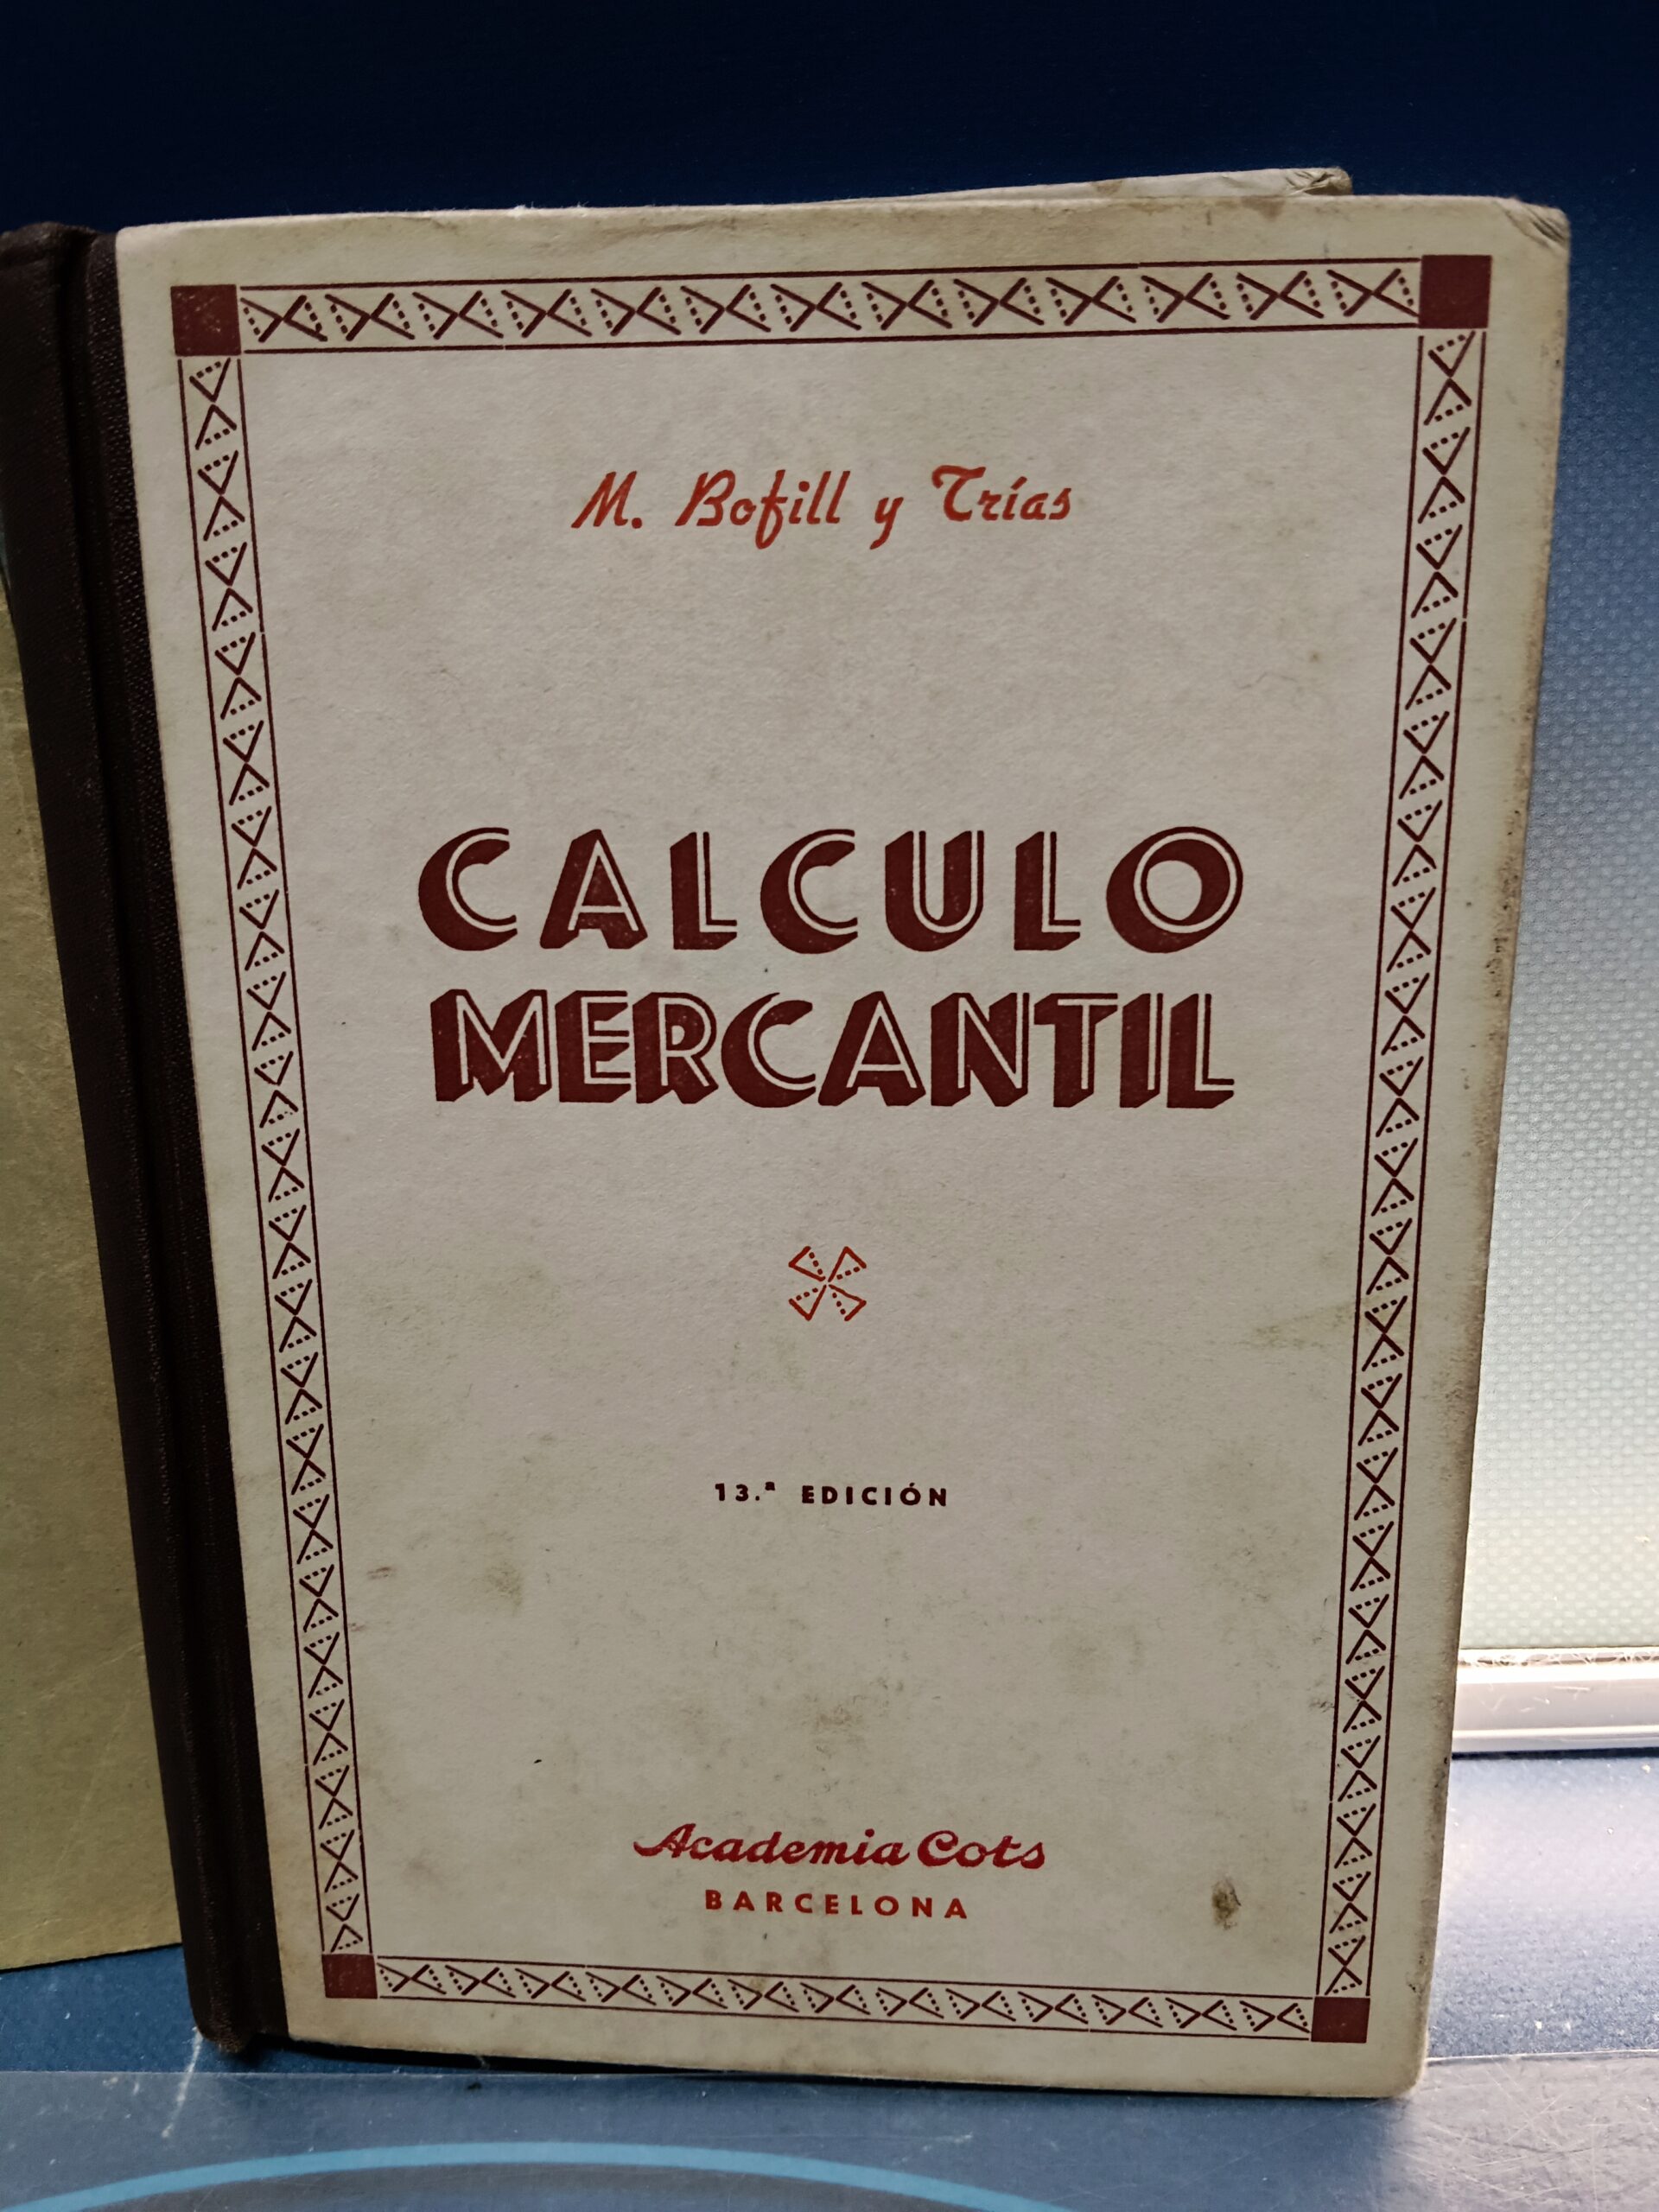 M. Bofill y Trías
CALCULO
MERCANTIL
13.ª EDICIÓN
Academia Cots
BARCELONA